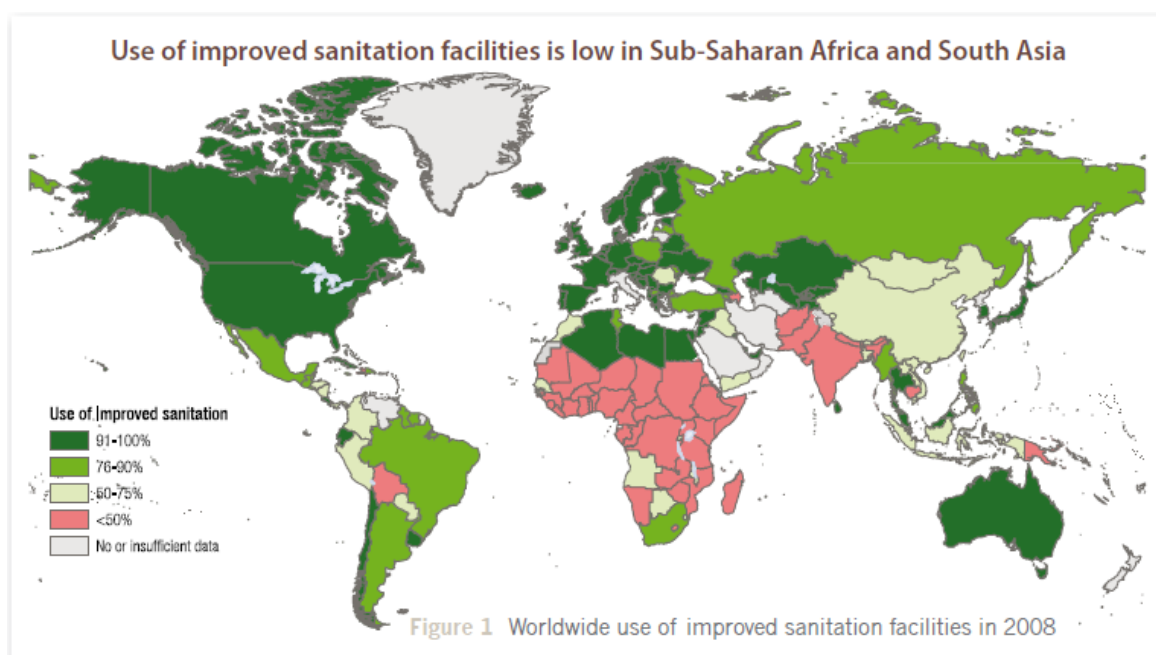 Use of improved sanitation facilities is low in Sub-Saharan Africa and South Asia
Use of Improved sanitation
91-100%
76-90%
50-75%
<50%
No or insufficient data
Figure 1 Worldwide use of improved sanitation facilities in 2008